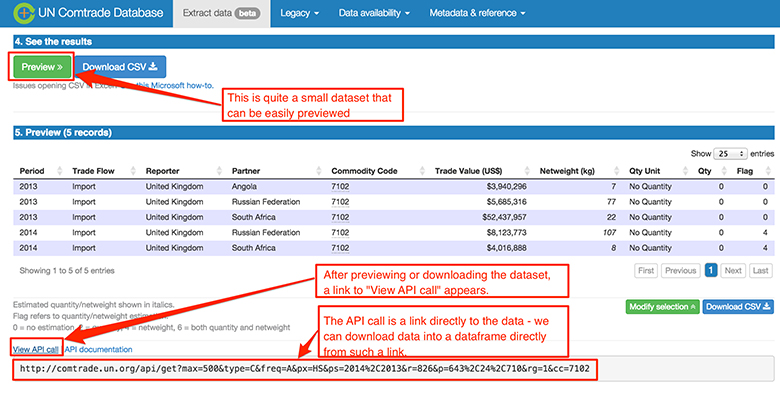 UN Comtrade Database Extract data beta Legacy Data availability Metadata & reference
4. See the results
Preview » Download CSV
Issues opening CSV in Excel? this Microsoft how-to.
This is quite a small dataset that
can be easily previewed
5. Preview (5 records)
Show 25 entries
Period Trade Flow Reporter Partner Commodity Code Trade Value (US$) Netweight (kg) Qty Unit Qty Flag
2013 Import United Kingdom Angola 7102 $3,940,296 7 No Quantity 0 0
2013 Import United Kingdom Russian Federation 7102 $5,685,316 77 No Quantity 0 0
2013 Import United Kingdom South Africa 7102 $52,437,957 22 No Quantity 0 0
2014 Import United Kingdom Russian Federation 7102 $8,123,773 107 No Quantity 0 4
2014 Import United Kingdom South Africa 7102 $4,016,888 8 No Quantity 0 4
Showing 1 to 5 of 5 entries
First Previous 1 Next Last
After previewing or downloading the dataset,
a link to "View API call" appears.
Estimated quantity/netweight shown in italics.
Flag refers to quantity/netweight
0 = no estimation, = netweight, 6 = both quantity and netweight
Modify selection Download CSV
The API call is a link directly to the data - we
can download data into a dataframe directly
from such a link.
View API call API documentation
http://comtrade.un.org/api/get?max=500&type=C&freq=A&px=HS&ps=2014%2C2013&r=826&p=643%2C24%2C710&rg=1&cc=7102